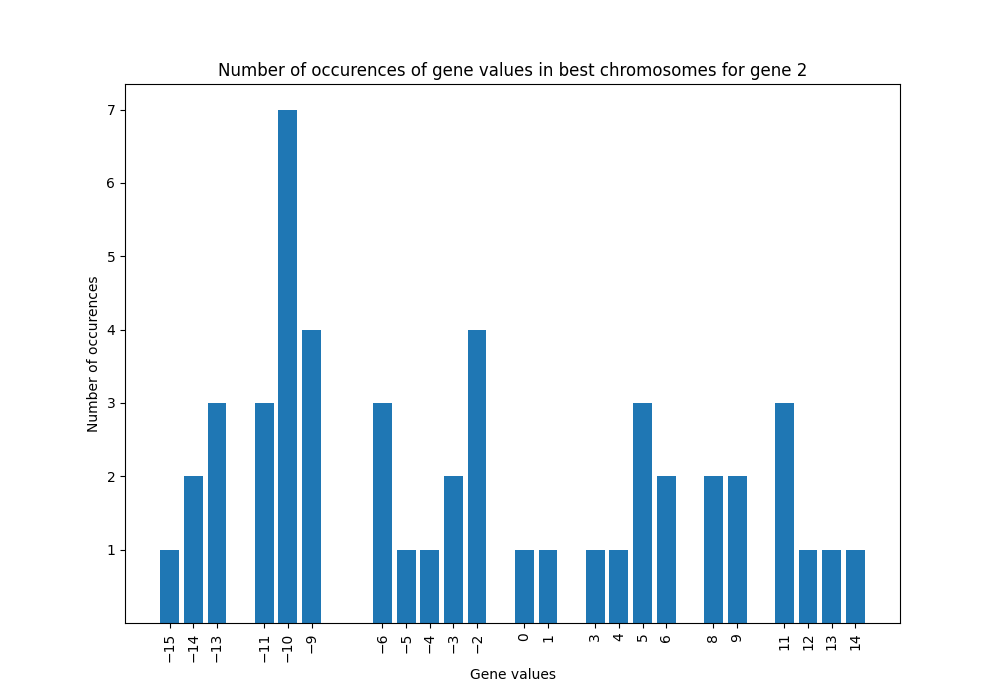 Number of occurences of gene values in best chromosomes for gene 2
Number of occurences
7
6
5
4
3
2
1
−15 −14 −13 −11 −10 −9 −6 −5 −4 −3 −2 0 1 3 4 5 6 8 9 11 12 13 14
Gene values